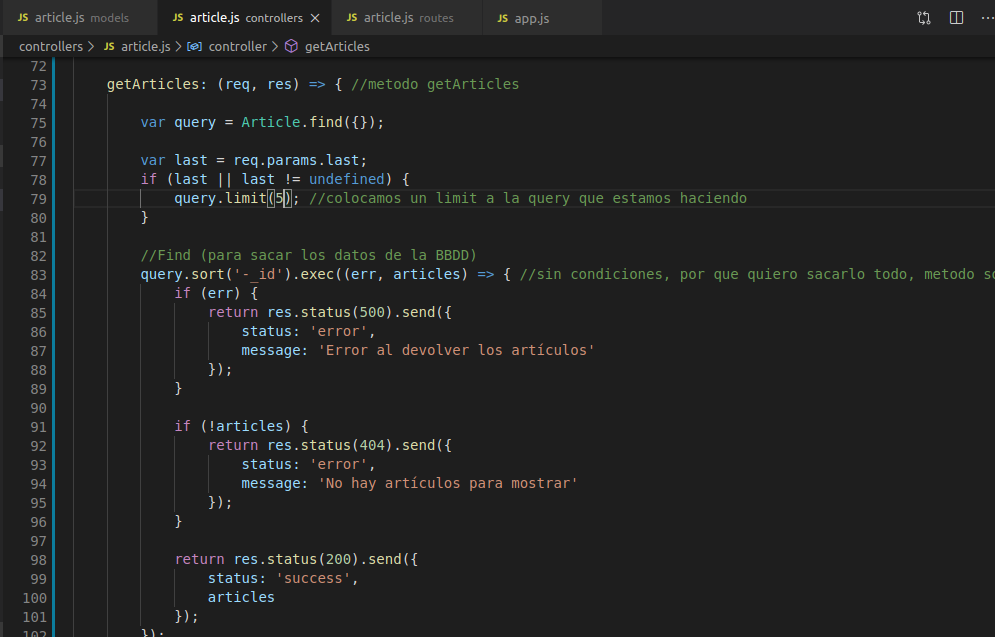 JS article.js models JS article.js controllers × JS article.js routes JS app.js ...
controllers > JS article.js > controller > getArticles
72
73 getArticles: (req, res) => { //metodo getArticles
74
75 var query = Article.find({});
76
77 var last = req.params.last;
78 if (last || last != undefined) {
79 query.limit(5); //colocamos un limit a la query que estamos haciendo
80 }
81
82 //Find (para sacar los datos de la BBDD)
83 query.sort('-_id').exec((err, articles) => { //sin condiciones, por que quiero sacarlo todo, metodo
84 if (err) {
85 return res.status(500).send({
86 status: 'error',
87 message: 'Error al devolver los artículos'
88 });
89 }
90
91 if (!articles) {
92 return res.status(404).send({
93 status: 'error',
94 message: 'No hay artículos para mostrar'
95 });
96 }
97
98 return res.status(200).send({
99 status: 'success',
100 articles
101 });
102 });